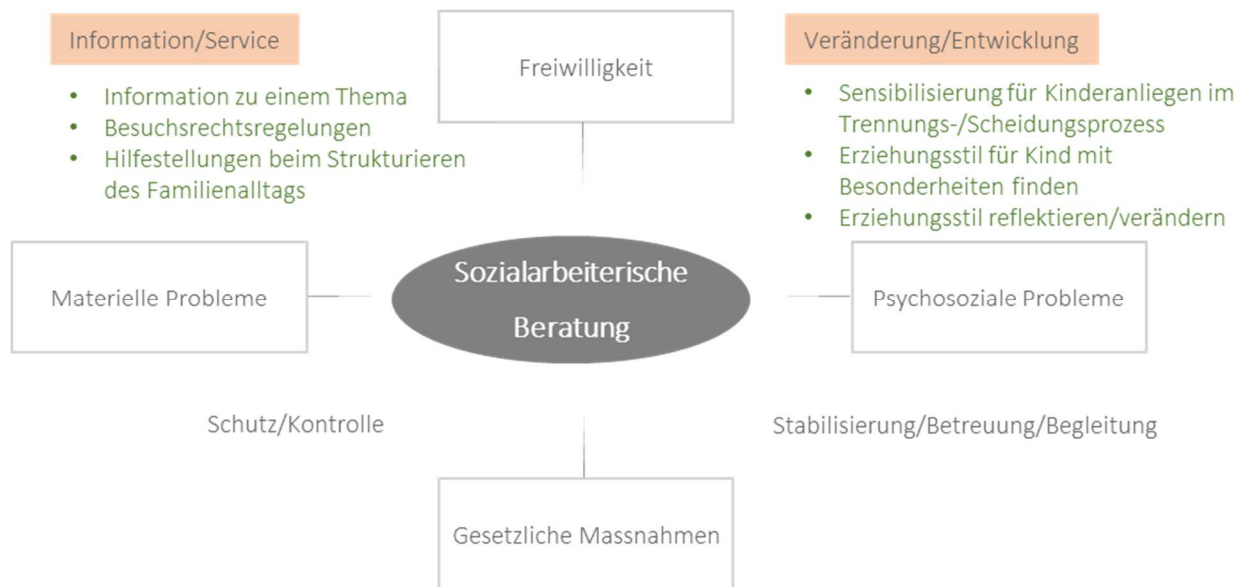 Information/Service
Freiwilligkeit
Veränderung/Entwicklung
• Information zu einem Thema
• Besuchsrechtsregelungen
• Hilfestellungen beim Strukturieren
des Familienalltags
• Sensibilisierung für Kinderanliegen im
Trennungs-/Scheidungsprozess
• Erziehungsstil für Kind mit
Besonderheiten finden
• Erziehungsstil reflektieren/verändern
Materielle Probleme
Sozialarbeiterische
Beratung
Psychosoziale Probleme
Schutz/Kontrolle
Stabilisierung/Betreuung/Begleitung
Gesetzliche Massnahmen